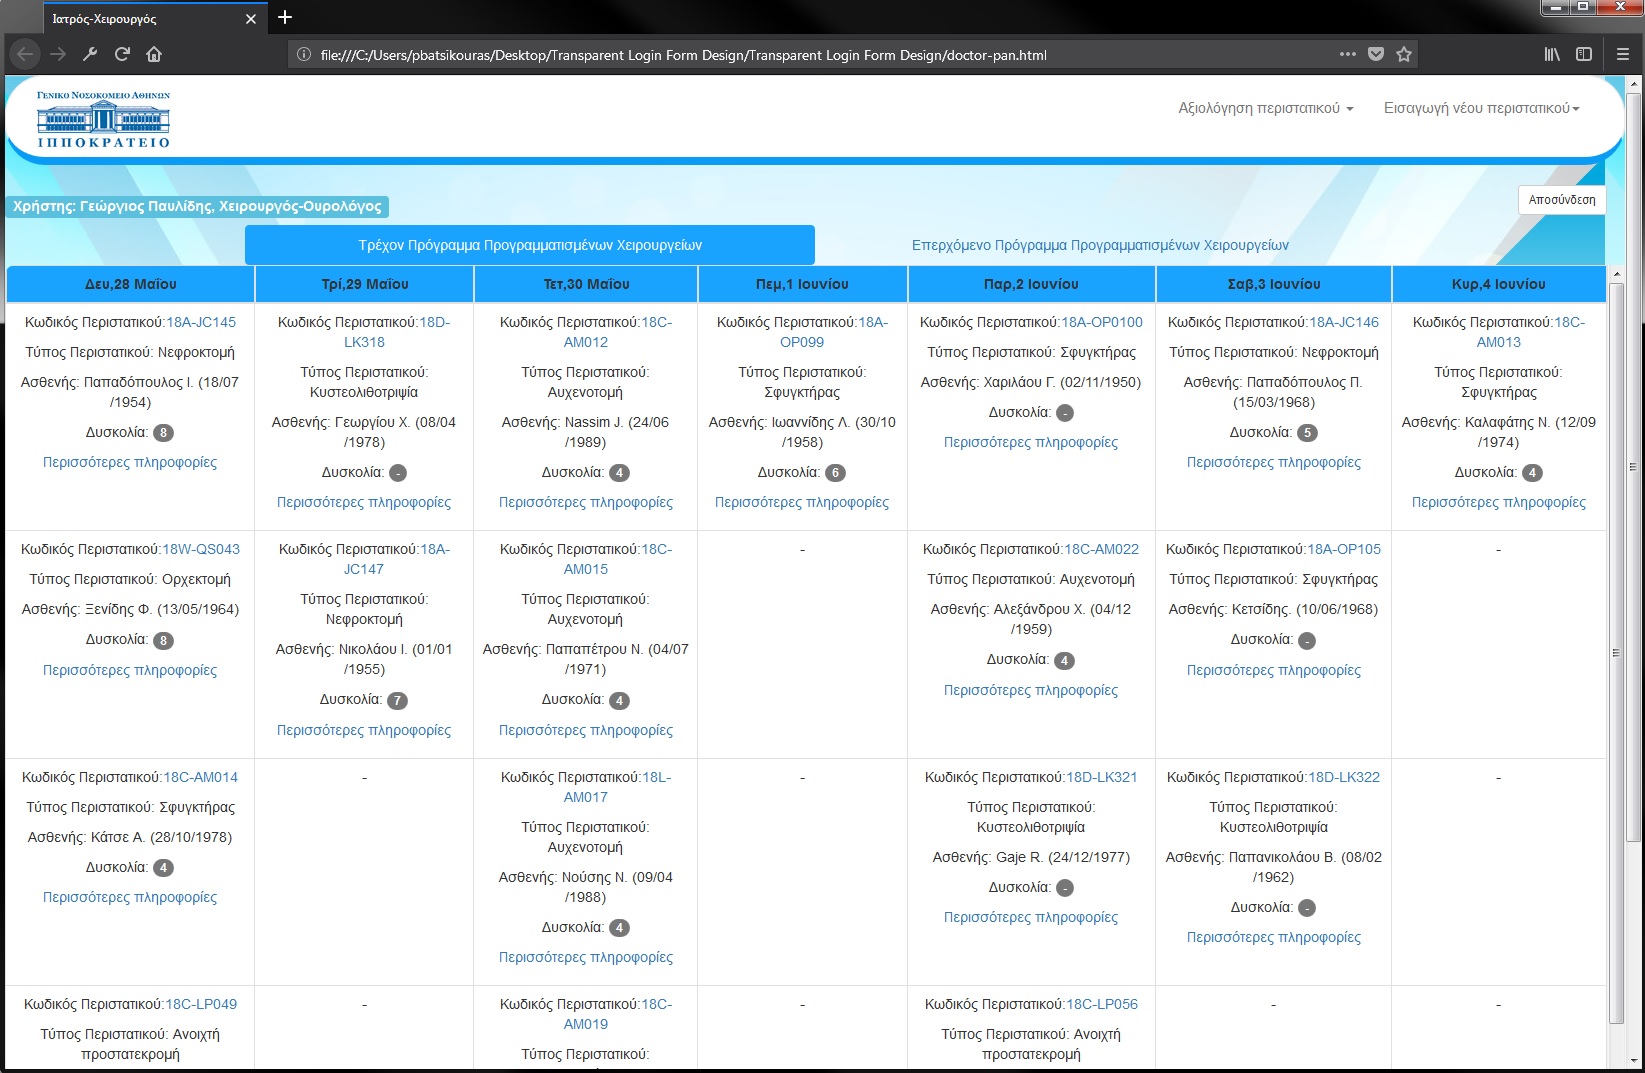 Ιατρός-Χειρουργός
file:///C:/Users/pbatsikouras/Desktop/Transparent Login Form Design/Transparent Login Form Design/doctor-pan.html
ΓΕΝΙΚΟ ΝΟΣΟΚΟΜΕΙΟ ΑΘΗΝΩΝ
ΙΠΠΟΚΡΑΤΕΙΟ
Αξιολόγηση περιστατικού
Εισαγωγή νέου περιστατικού
Χρήστης: Γεώργιος Παυλίδης, Χειρουργός-Ουρολόγος
Αποσύνδεση
Τρέχον Πρόγραμμα Προγραμματισμένων Χειρουργείων
Επερχόμενο Πρόγραμμα Προγραμματισμένων Χειρουργείων
Δευ,28 Μαΐου
Τρί,29 Μαΐου
Τετ,30 Μαΐου
Πεμ,1 Ιουνίου
Παρ,2 Ιουνίου
Σαβ,3 Ιουνίου
Κυρ,4 Ιουνίου
Κωδικός Περιστατικού:18A-JC145
Τύπος Περιστατικού: Νεφροκτομή
Ασθενής: Παπαδόπουλος Ι. (18/07
/1954)
Δυσκολία: 8
Περισσότερες πληροφορίες
Κωδικός Περιστατικού:18D-
LK318
Τύπος Περιστατικού:
Κυστεολιθοτριψία
Ασθενής: Γεωργίου Χ. (08/04
/1978)
Δυσκολία: -
Περισσότερες πληροφορίες
Κωδικός Περιστατικού:18C-
AM012
Τύπος Περιστατικού:
Αυχενοτομή
Ασθενής: Nassim J. (24/06
/1989)
Δυσκολία: 4
Περισσότερες πληροφορίες
Κωδικός Περιστατικού:18A-
OP099
Τύπος Περιστατικού:
Σφυγκτήρας
Ασθενής: Ιωαννίδης Λ. (30/10
/1958)
Δυσκολία: 6
Περισσότερες πληροφορίες
Κωδικός Περιστατικού:18A-OP0100
Τύπος Περιστατικού: Σφυγκτήρας
Ασθενής: Χαριλάου Γ. (02/11/1950)
Δυσκολία: -
Περισσότερες πληροφορίες
Κωδικός Περιστατικού:18A-JC146
Τύπος Περιστατικού: Νεφροκτομή
Ασθενής: Παπαδόπουλος Π.
(15/03/1968)
Δυσκολία: 5
Περισσότερες πληροφορίες
Κωδικός Περιστατικού:18C-
AM013
Τύπος Περιστατικού:
Σφυγκτήρας
Ασθενής: Καλαφάτης Ν. (12/09
/1974)
Δυσκολία: 4
Περισσότερες πληροφορίες
Κωδικός Περιστατικού:18W-QS043
Τύπος Περιστατικού: Ορχεκτομή
Ασθενής: Ξενίδης Φ. (13/05/1964)
Δυσκολία: 8
Περισσότερες πληροφορίες
Κωδικός Περιστατικού:18A-
JC147
Τύπος Περιστατικού:
Νεφροκτομή
Ασθενής: Νικολάου Ι. (01/01
/1955)
Δυσκολία: 7
Περισσότερες πληροφορίες
Κωδικός Περιστατικού:18C-
AM015
Τύπος Περιστατικού:
Αυχενοτομή
Ασθενής: Παπαπέτρου Ν. (04/07
/1971)
Δυσκολία: 4
Περισσότερες πληροφορίες
-
Κωδικός Περιστατικού:18C-AM022
Τύπος Περιστατικού: Αυχενοτομή
Ασθενής: Αλεξάνδρου Χ. (04/12
/1959)
Δυσκολία: 4
Περισσότερες πληροφορίες
Κωδικός Περιστατικού:18A-OP105
Τύπος Περιστατικού: Σφυγκτήρας
Ασθενής: Κετσίδης. (10/06/1968)
Δυσκολία: -
Περισσότερες πληροφορίες
-
Κωδικός Περιστατικού:18C-AM014
Τύπος Περιστατικού: Σφυγκτήρας
Ασθενής: Κάτσε Α. (28/10/1978)
Δυσκολία: 4
Περισσότερες πληροφορίες
-
Κωδικός Περιστατικού:18L-
AM017
Τύπος Περιστατικού:
Αυχενοτομή
Ασθενής: Νούσης Ν. (09/04
/1988)
Δυσκολία: 4
Περισσότερες πληροφορίες
-
Κωδικός Περιστατικού:18D-LK321
Τύπος Περιστατικού:
Κυστεολιθοτριψία
Ασθενής: Gaje R. (24/12/1977)
Δυσκολία: -
Περισσότερες πληροφορίες
Κωδικός Περιστατικού:18D-LK322
Τύπος Περιστατικού:
Κυστεολιθοτριψία
Ασθενής: Παπανικολάου Β. (08/02
/1962)
Δυσκολία: -
Περισσότερες πληροφορίες
-
Κωδικός Περιστατικού:18C-LP049
Τύπος Περιστατικού: Ανοιχτή
προστατεκρομή
-
Κωδικός Περιστατικού:18C-
AM019
Τύπος Περιστατικού:
-
Κωδικός Περιστατικού:18C-LP056
Τύπος Περιστατικού: Ανοιχτή
προστατεκρομή
-
-